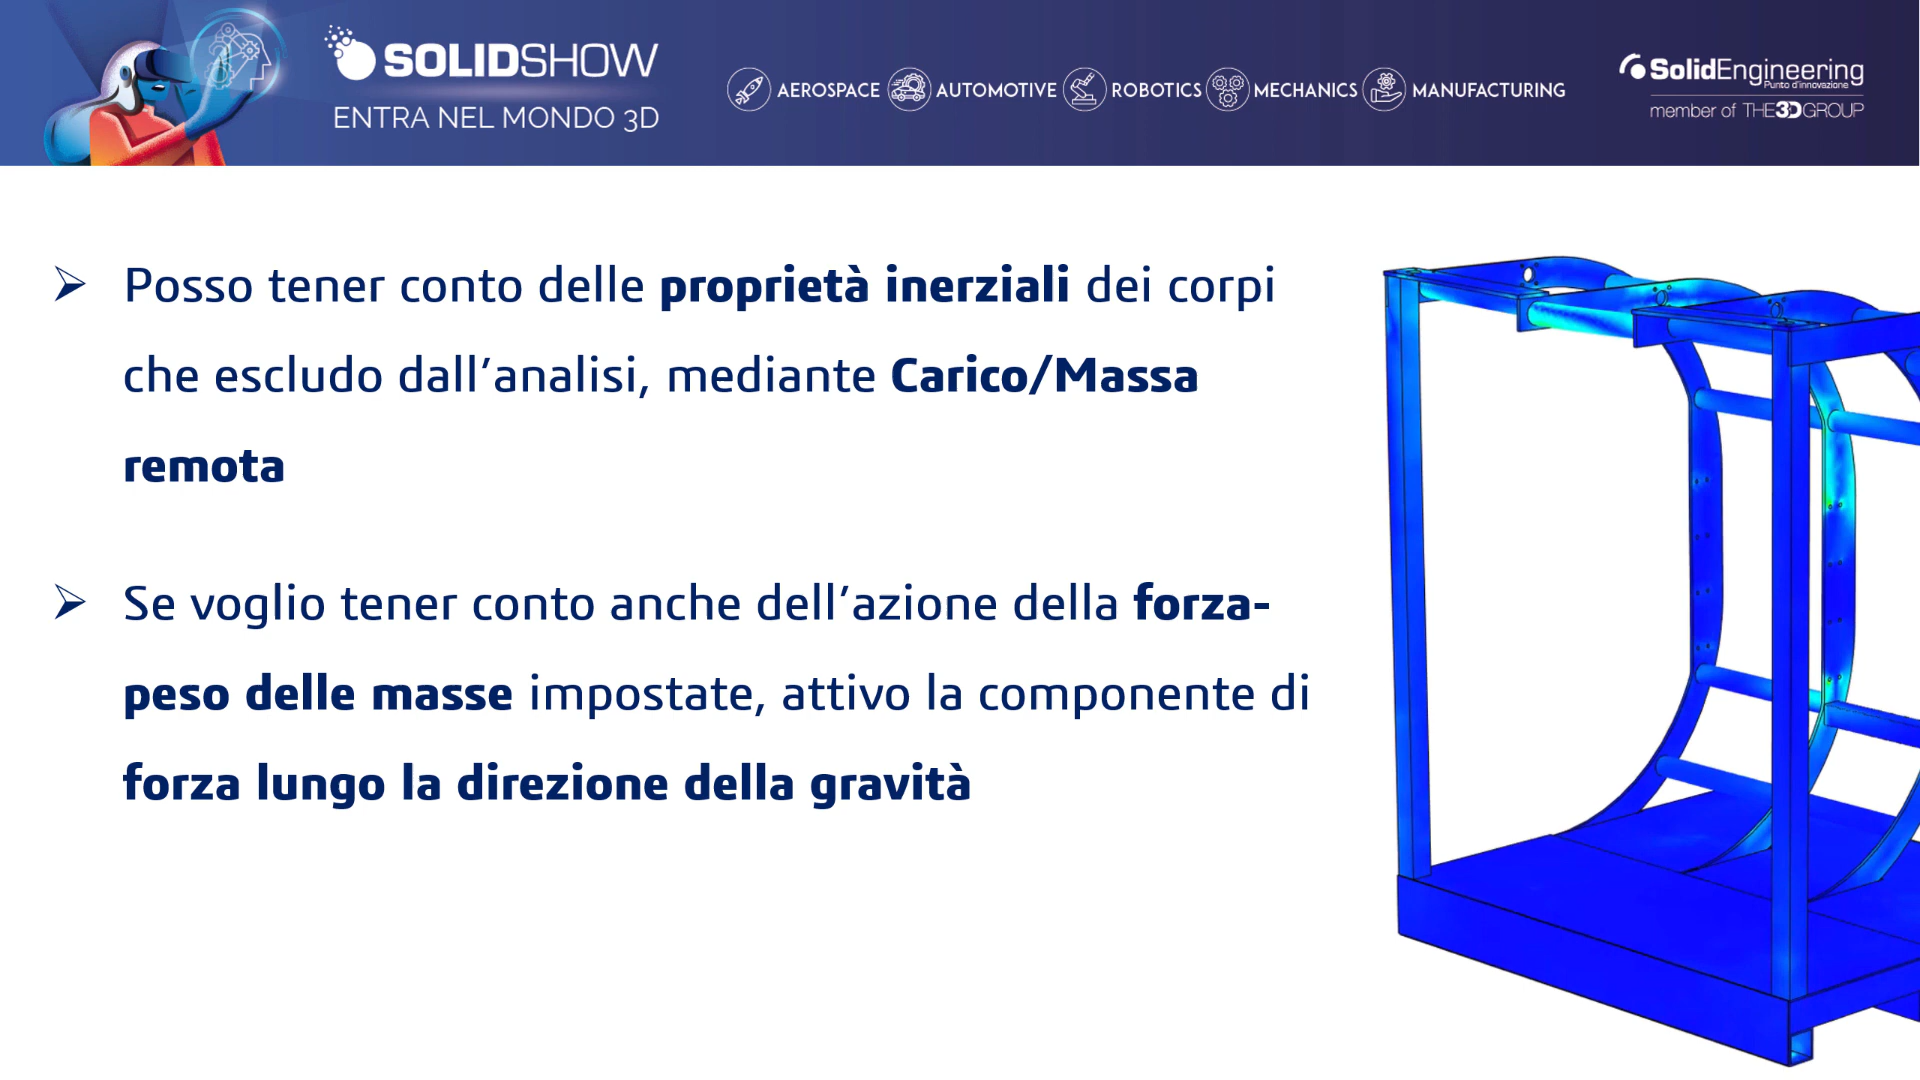 SOLIDSHOW
ENTRA NEL MONDO 3D
AEROSPACE AUTOMOTIVE ROBOTICS MECHANICS MANUFACTURING
SolidEngineering
Punto d'innovazione
member of THE3DGROUP
Posso tener conto delle proprietà inerziali dei corpi
che escludo dall’analisi, mediante Carico/Massa
remota
Se voglio tener conto anche dell’azione della forza-
peso delle masse impostate, attivo la componente di
forza lungo la direzione della gravità